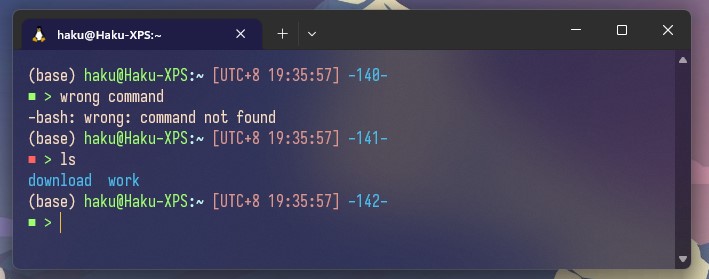 haku@Haku-XPS:~
(base) haku@Haku-XPS:~ [UTC+8 19:35:57] -140-
■ > wrong command
-bash: wrong: command not found
(base) haku@Haku-XPS:~ [UTC+8 19:35:57] -141-
■ > ls
download  work
(base) haku@Haku-XPS:~ [UTC+8 19:35:57] -142-
■ >